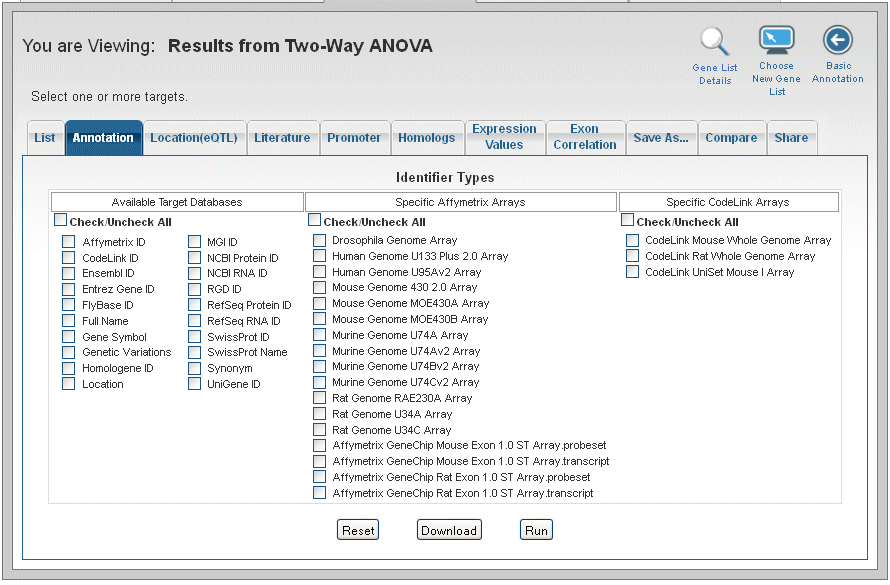 You are Viewing: Results from Two-Way ANOVA
Gene List
Details
Choose
New Gene
List
Basic
Annotation
Select one or more targets.
List
Annotation
Location(eQTL)
Literature
Promoter
Homologs
Expression
Values
Exon
Correlation
Save As...
Compare
Share
Identifier Types
Available Target Databases
Check/Uncheck All
Affymetrix ID
CodeLink ID
Ensembl ID
Entrez Gene ID
FlyBase ID
Full Name
Gene Symbol
Genetic Variations
Homologene ID
Location
MGI ID
NCBI Protein ID
NCBI RNA ID
RGD ID
RefSeq Protein ID
RefSeq RNA ID
SwissProt ID
SwissProt Name
Synonym
UniGene ID
Specific Affymetrix Arrays
Check/Uncheck All
Drosophila Genome Array
Human Genome U133 Plus 2.0 Array
Human Genome U95Av2 Array
Mouse Genome 430 2.0 Array
Mouse Genome MOE430A Array
Mouse Genome MOE430B Array
Murine Genome U74A Array
Murine Genome U74Av2 Array
Murine Genome U74Bv2 Array
Murine Genome U74Cv2 Array
Rat Genome RAE230A Array
Rat Genome U34A Array
Rat Genome U34C Array
Affymetrix GeneChip Mouse Exon 1.0 ST Array.probeset
Affymetrix GeneChip Mouse Exon 1.0 ST Array.transcript
Affymetrix GeneChip Rat Exon 1.0 ST Array.probeset
Affymetrix GeneChip Rat Exon 1.0 ST Array.transcript
Specific CodeLink Arrays
Check/Uncheck All
CodeLink Mouse Whole Genome Array
CodeLink Rat Whole Genome Array
CodeLink UniSet Mouse I Array
Reset
Download
Run